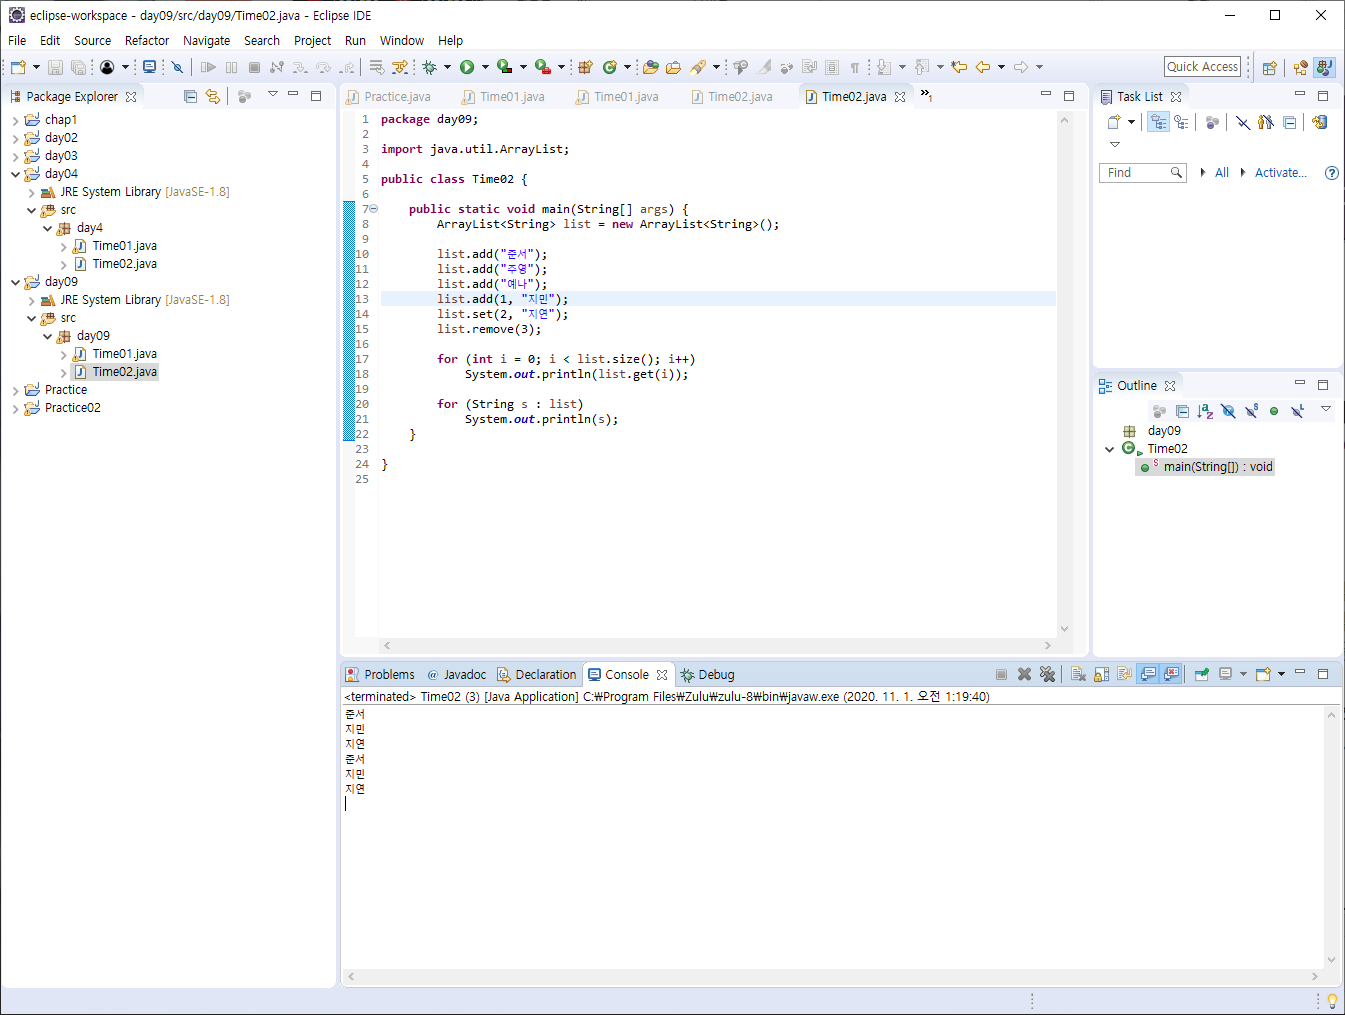 eclipse-workspace - day09/src/day09/Time02.java - Eclipse IDE
File Edit Source Refactor Navigate Search Project Run Window Help
Quick Access
Package Explorer
chap1
day02
day03
day04
JRE System Library [JavaSE-1.8]
src
day4
Time01.java
Time02.java
day09
JRE System Library [JavaSE-1.8]
src
day09
Time01.java
Time02.java
Practice
Practice02
Practice.java Time01.java Time01.java Time02.java Time02.java »1
1 package day09;
2
3 import java.util.ArrayList;
4
5 public class Time02 {
6
7 public static void main(String[] args) {
8 ArrayList<String> list = new ArrayList<String>();
9
10 list.add("준서");
11 list.add("주영");
12 list.add("예나");
13 list.add(1, "지민");
14 list.set(2, "지연");
15 list.remove(3);
16
17 for (int i = 0; i < list.size(); i++)
18 System.out.println(list.get(i));
19
20 for (String s : list)
21 System.out.println(s);
22 }
23
24 }
25
Task List
Find All Activate...
Outline
day09
Time02
main(String[]) : void
Problems @ Javadoc Declaration Console Debug
<terminated> Time02 (3) [Java Application] C:₩Program Files₩Zulu₩zulu-8₩bin₩javaw.exe (2020. 11. 1. 오전 1:19:40)
준서
지민
지연
준서
지민
지연